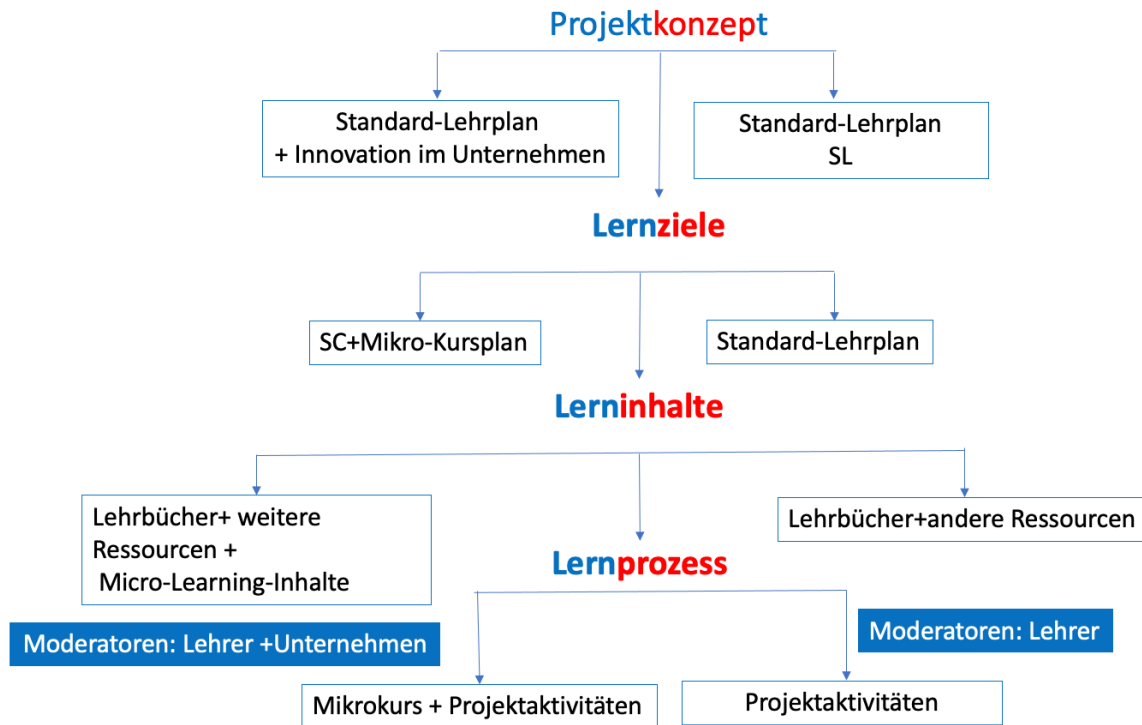 Projektkonzept
Standard-Lehrplan
+ Innovation im Unternehmen
Standard-Lehrplan
SL
Lernziele
SC+Mikro-Kursplan
Standard-Lehrplan
Lerninhalte
Lehrbücher+ weitere
Ressourcen +
Micro-Learning-Inhalte
Lehrbücher+andere Ressourcen
Lernprozess
Moderatoren: Lehrer +Unternehmen
Moderatoren: Lehrer
Mikrokurs + Projektaktivitäten
Projektaktivitäten